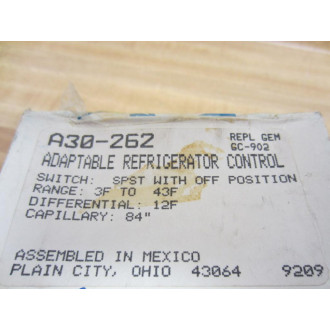 A30-262 REPL GEM
GC-902
ADAPTABLE REFRIGERATOR CONTROL
SWITCH: SPST WITH OFF POSITION
RANGE: 3F TO 43F
DIFFERENTIAL: 12F
CAPILLARY: 84"
ASSEMBLED IN MEXICO
PLAIN CITY, OHIO 43064 9209